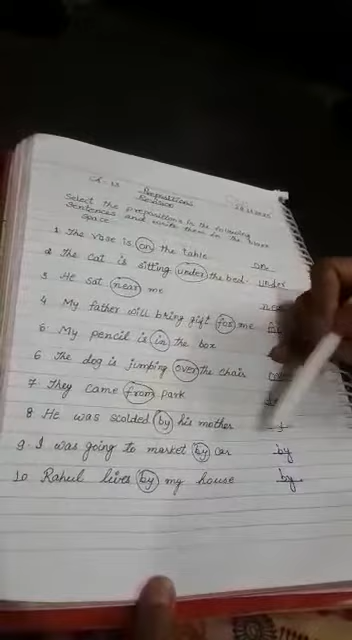 Prepositions
Exercise
Select the prepositions in the following
sentences and write them in the
space
1 The vase is on the table on
2 The cat is sitting under the bed. under
3 He sat near me
4 My father will bring gift for me
5 My pencil is in the box
6 The dog is jumbing over the chair
7 They came from park
8 He was scolded by his mother
9 I was going to market by car by
10 Rahul lives by my house by